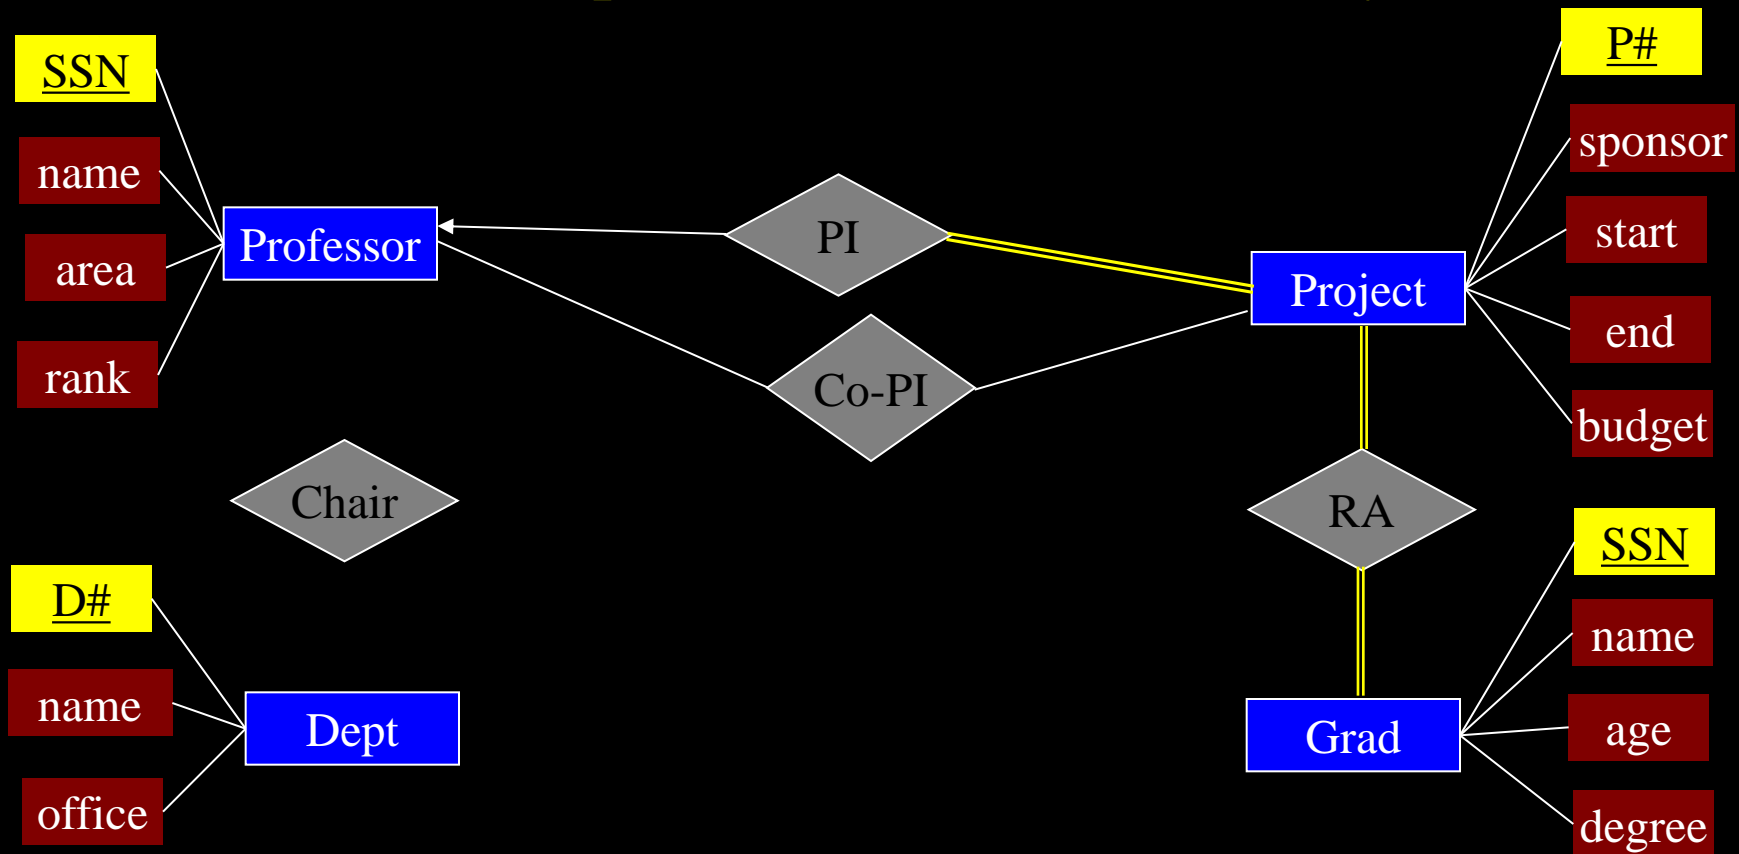 SSN
name
area
rank
Professor
PI
Co-PI
Project
P#
sponsor
start
end
budget
Chair
RA
D#
name
office
Dept
Grad
SSN
name
age
degree